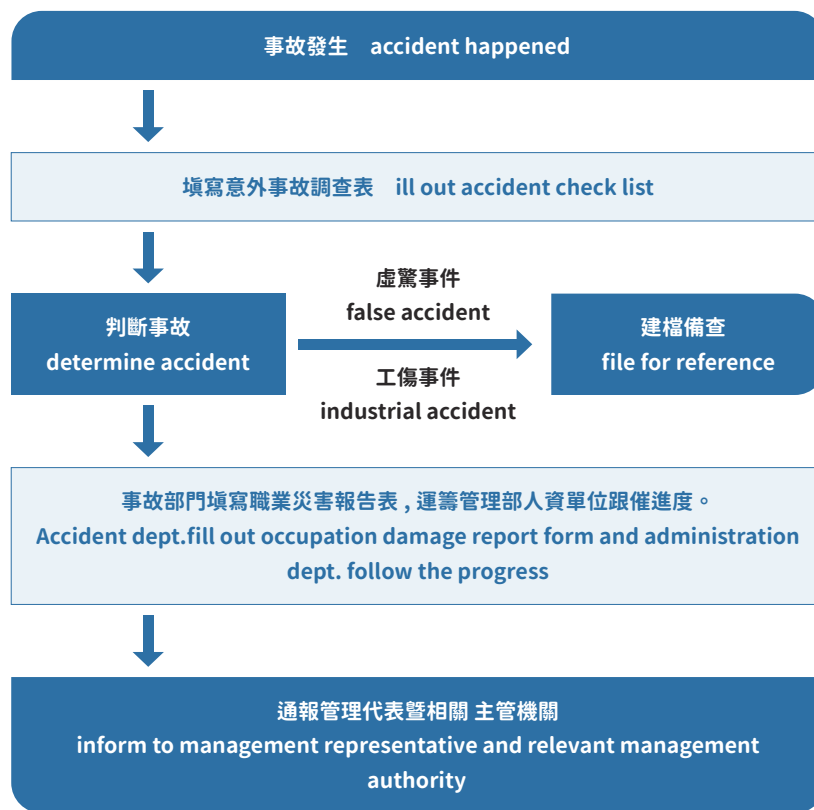 事故發生 accident happened
填寫意外事故調查表 ill out accident check list
虛驚事件
false accident
判斷事故
determine accident
建檔備查
file for reference
工傷事件
industrial accident
事故部門填寫職業災害報告表 , 運籌管理部人資單位跟催進度。
Accident dept.fill out occupation damage report form and administration
dept. follow the progress
通報管理代表暨相關 主管機關
inform to management representative and relevant management
authority